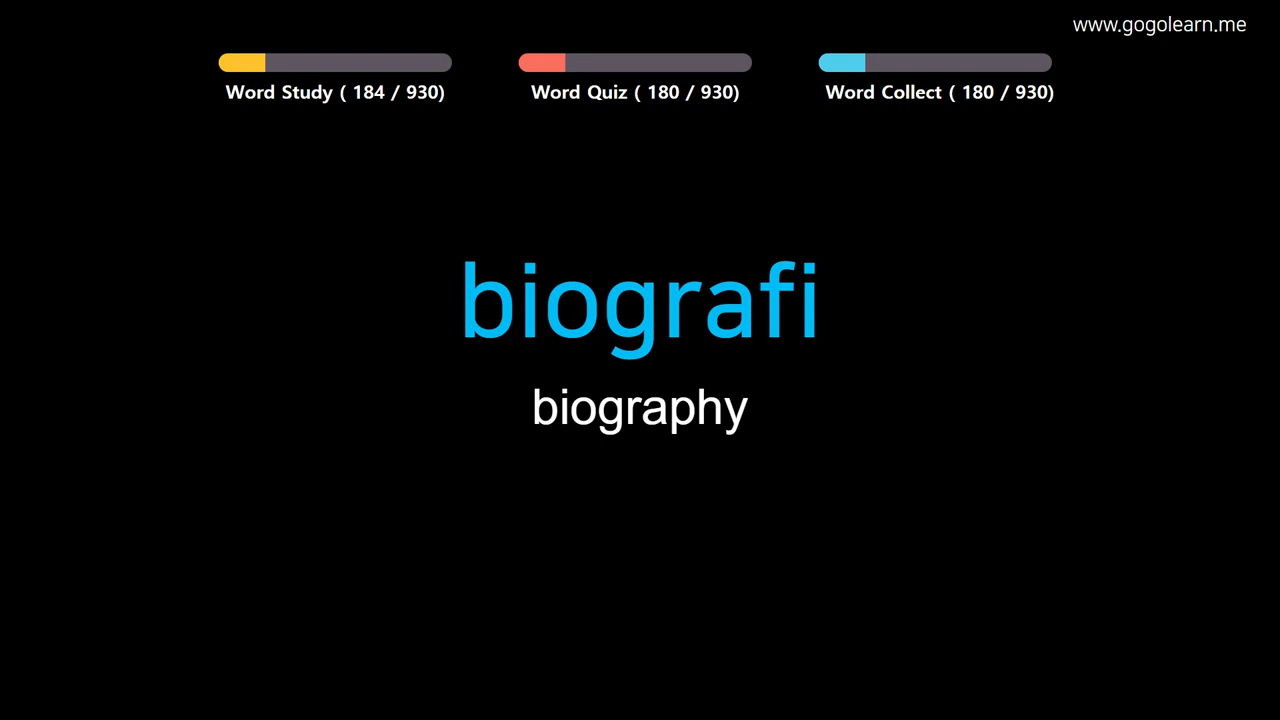 www.gogolearn.me
Word Study ( 184 / 930)
Word Quiz ( 180 / 930)
Word Collect ( 180 / 930)
biografi
biography